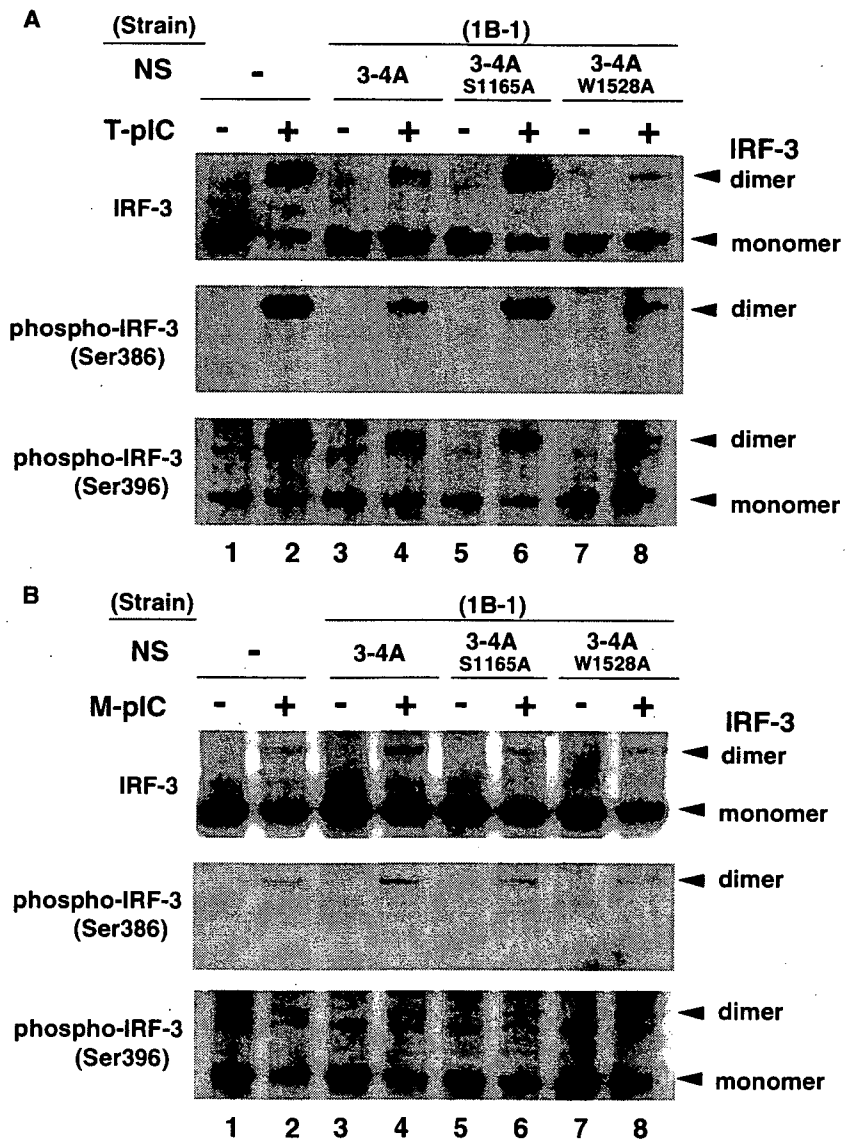 A
(Strain) (1B-1)
NS - 3-4A 3-4A S1165A 3-4A W1528A
T-pIC - + - + - + - +
IRF-3
IRF-3
dimer
monomer
phospho-IRF-3
(Ser386)
dimer
phospho-IRF-3
(Ser396)
dimer
monomer
1 2 3 4 5 6 7 8
B
(Strain) (1B-1)
NS - 3-4A 3-4A S1165A 3-4A W1528A
M-pIC - + - + - + - +
IRF-3
IRF-3
dimer
monomer
phospho-IRF-3
(Ser386)
dimer
phospho-IRF-3
(Ser396)
dimer
monomer
1 2 3 4 5 6 7 8